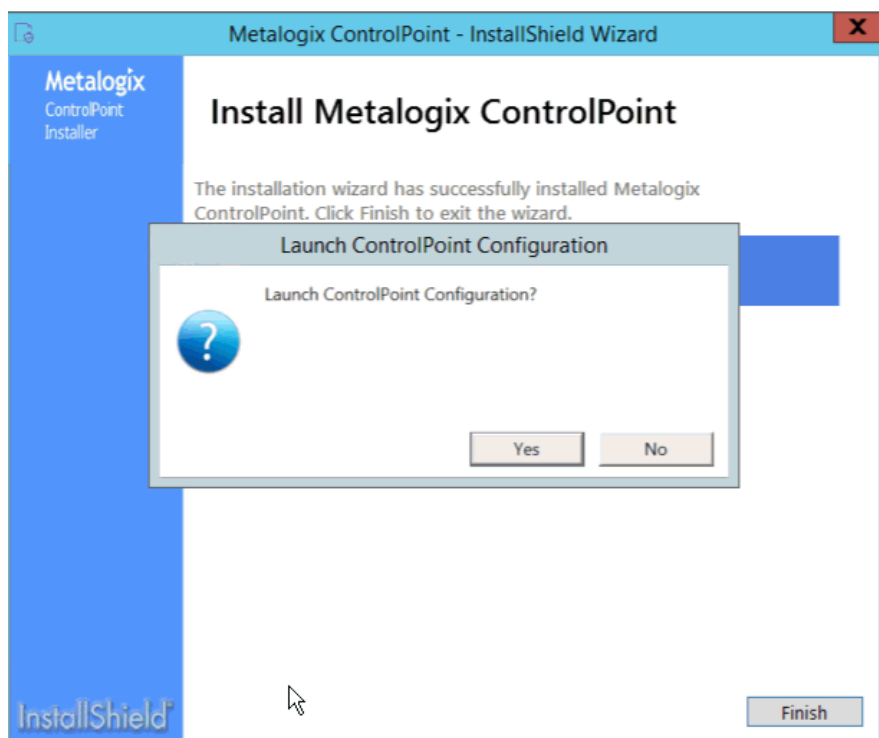 Metalogix ControlPoint - InstallShield Wizard
X
Metalogix
ControlPoint
Installer
Install Metalogix ControlPoint
The installation wizard has successfully installed Metalogix
ControlPoint. Click Finish to exit the wizard.
Launch ControlPoint Configuration
Launch ControlPoint Configuration?
?
Yes
No
InstallShield
Finish